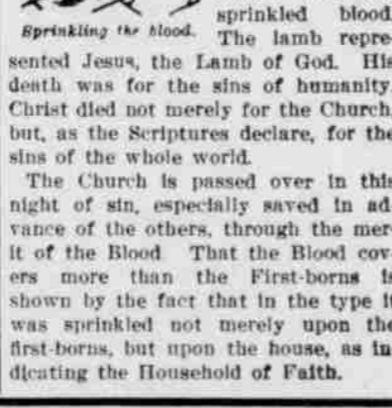 sprinkled blood.
Sprinkling the blood.
The lamb repre-
sented Jesus, the Lamb of God. His
death was for the sins of humanity.
Christ died not merely for the Church,
but, as the Scriptures declare, for the
sins of the whole world.
The Church is passed over in this
night of sin, especially saved in ad-
vance of the others, through the mer-
it of the Blood. That the Blood cov-
ers more than the First-borns is
shown by the fact that in the type it
was sprinkled not merely upon the
first-borns, but upon the house, as in-
dicating the Household of Faith.